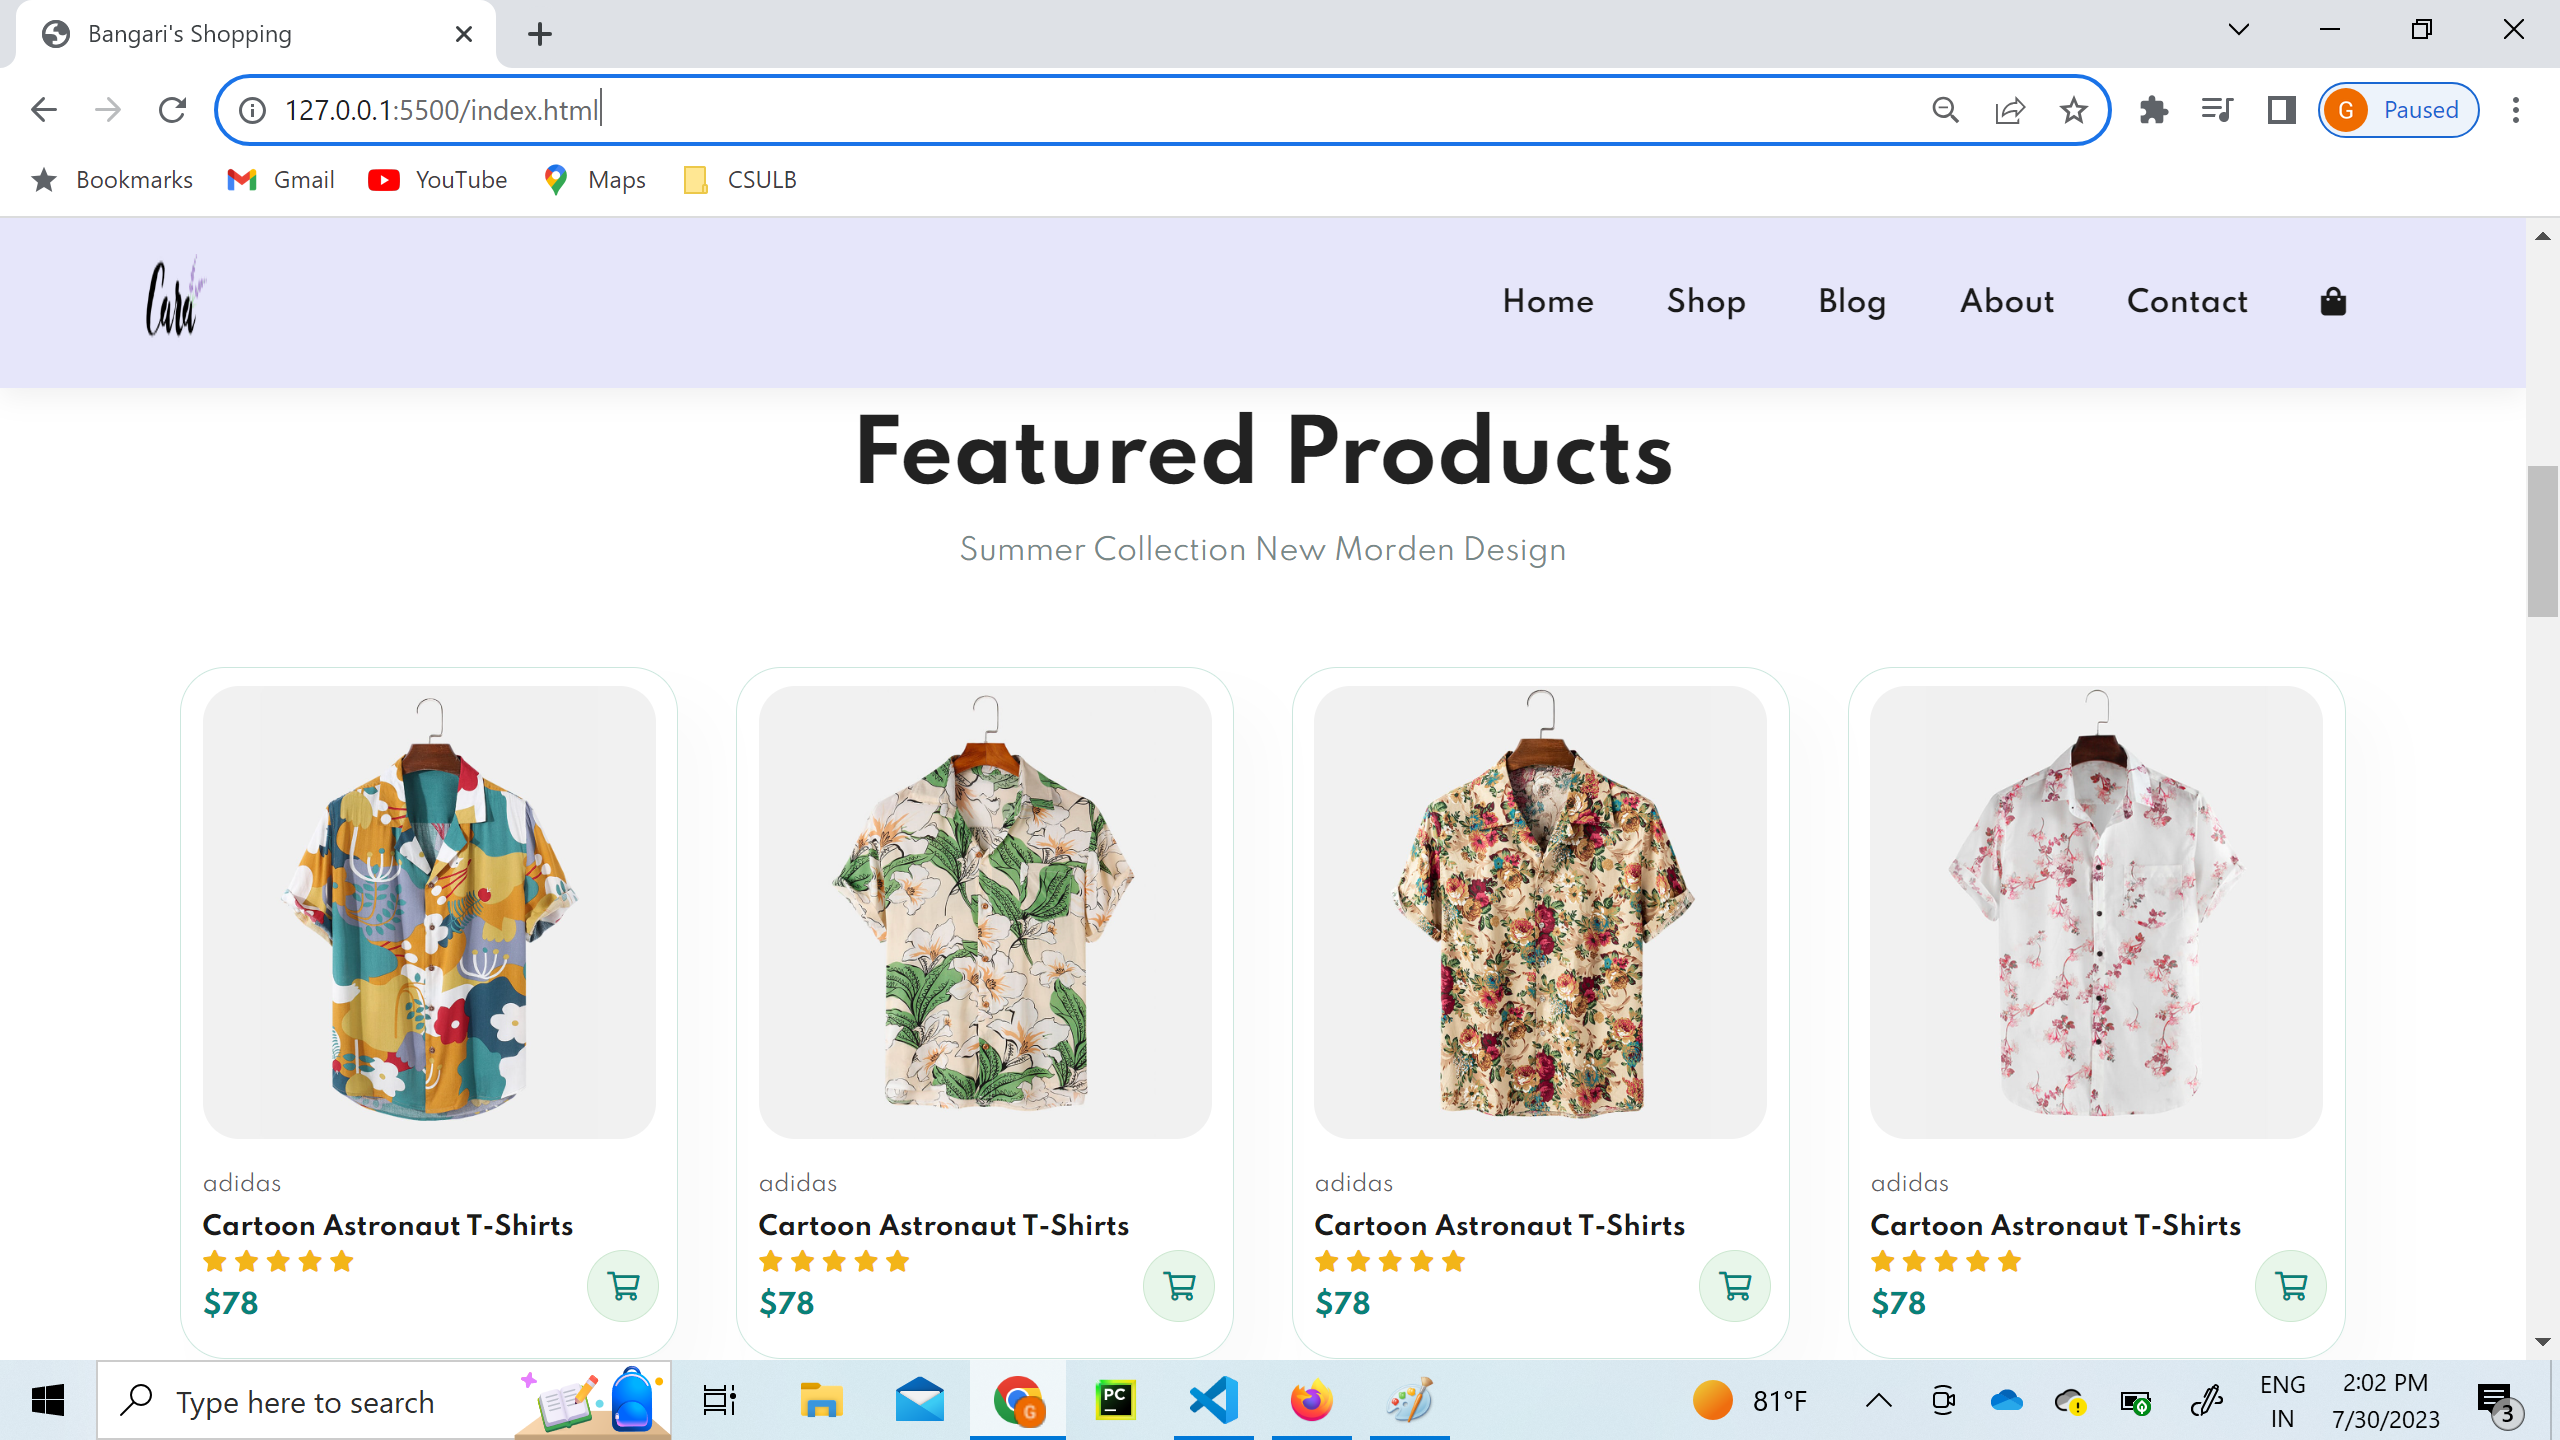 Bangari's Shopping
127.0.0.1:5500/index.html
G Paused
Bookmarks Gmail YouTube Maps CSULB
Cara
Home Shop Blog About Contact
Featured Products
Summer Collection New Morden Design
adidas adidas adidas adidas
Cartoon Astronaut T-Shirts Cartoon Astronaut T-Shirts Cartoon Astronaut T-Shirts Cartoon Astronaut T-Shirts
$78 $78 $78 $78
Type here to search
G
PC
81°F
ENG
IN
2:02 PM
7/30/2023
3